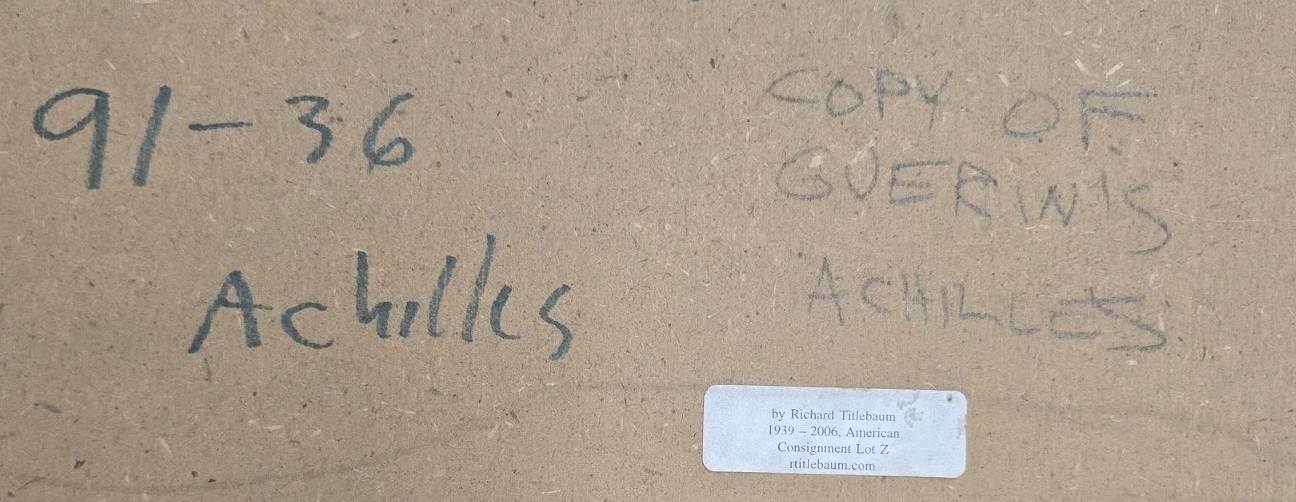 91-36
Achilles
COPY OF
GUERIN'S
ACHILLES
by Richard Titlebaum
1939 – 2006, American
Consignment Lot Z
rtitlebaum.com